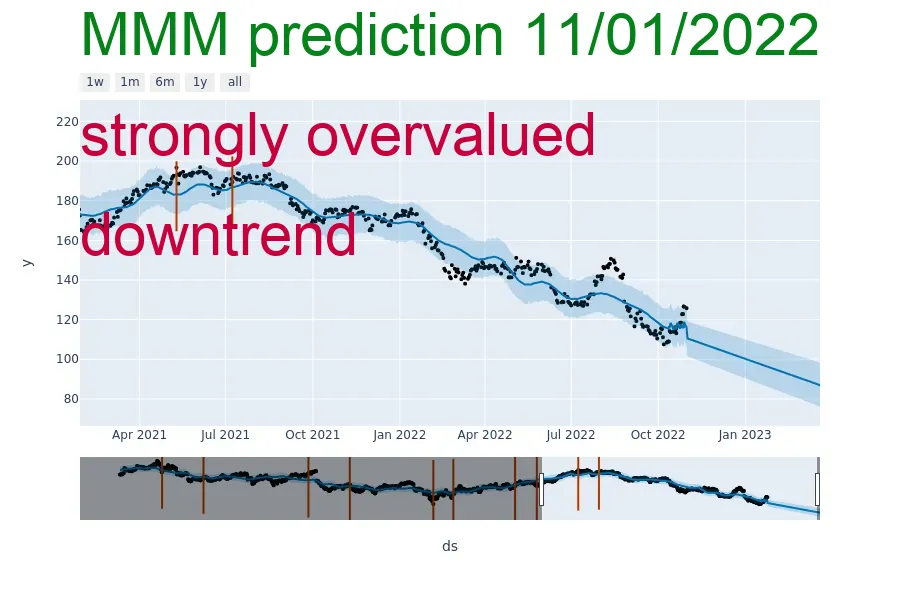 MMM prediction 11/01/2022
1w 1m 6m 1y all
strongly overvalued
downtrend
220
200
180
160
140
120
100
80
y
Apr 2021 Jul 2021 Oct 2021 Jan 2022 Apr 2022 Jul 2022 Oct 2022 Jan 2023
ds